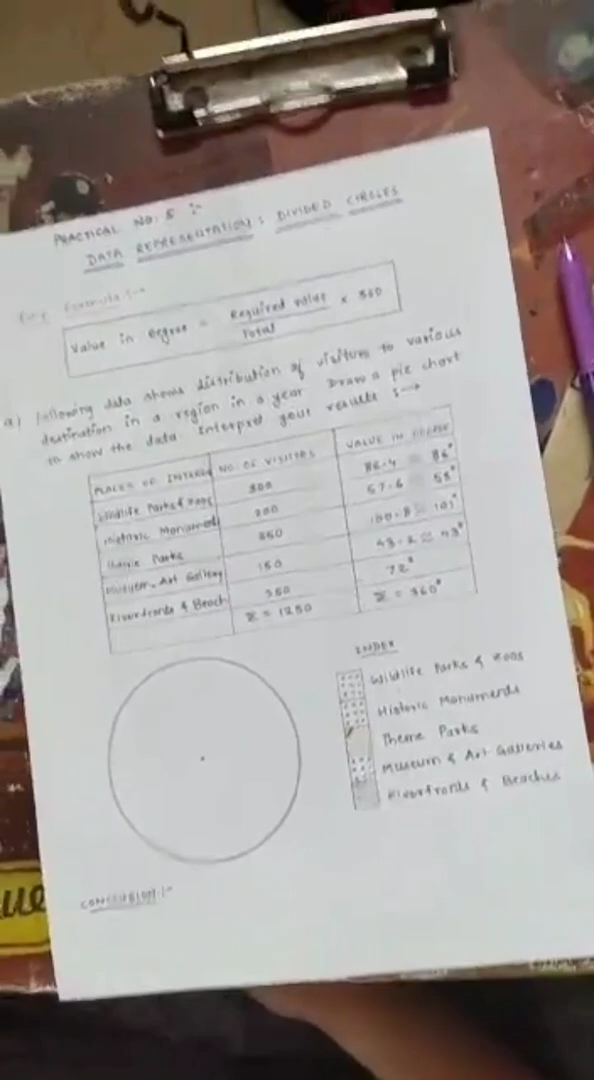 PRACTICAL NO: 5 :-
DATA REPRESENTATION: DIVIDED CIRCLES
Formula :-
Value in Degree = Required value / Total × 360
a) Following data shows distribution of visitors to various
destination in a region in a year. Draw a pie chart
to show the data. Interpret your results :-
PLACES OF INTEREST NO. OF VISITORS VALUE IN DEGREE
Wildlife Parks & Zoos 300 86.4 ≅ 86°
Historic Monuments 200 57.6 ≅ 58°
Theme Parks 350 100.8 ≅ 101°
Museum & Art Gallery 150 43.2 ≅ 43°
Riverfronts & Beach 250 72°
Σ = 1250 Σ = 360°
INDEX
Wildlife Parks & Zoos
Historic Monuments
Theme Parks
Museum & Art Galleries
Riverfronts & Beaches
CONCLUSION :-
ue